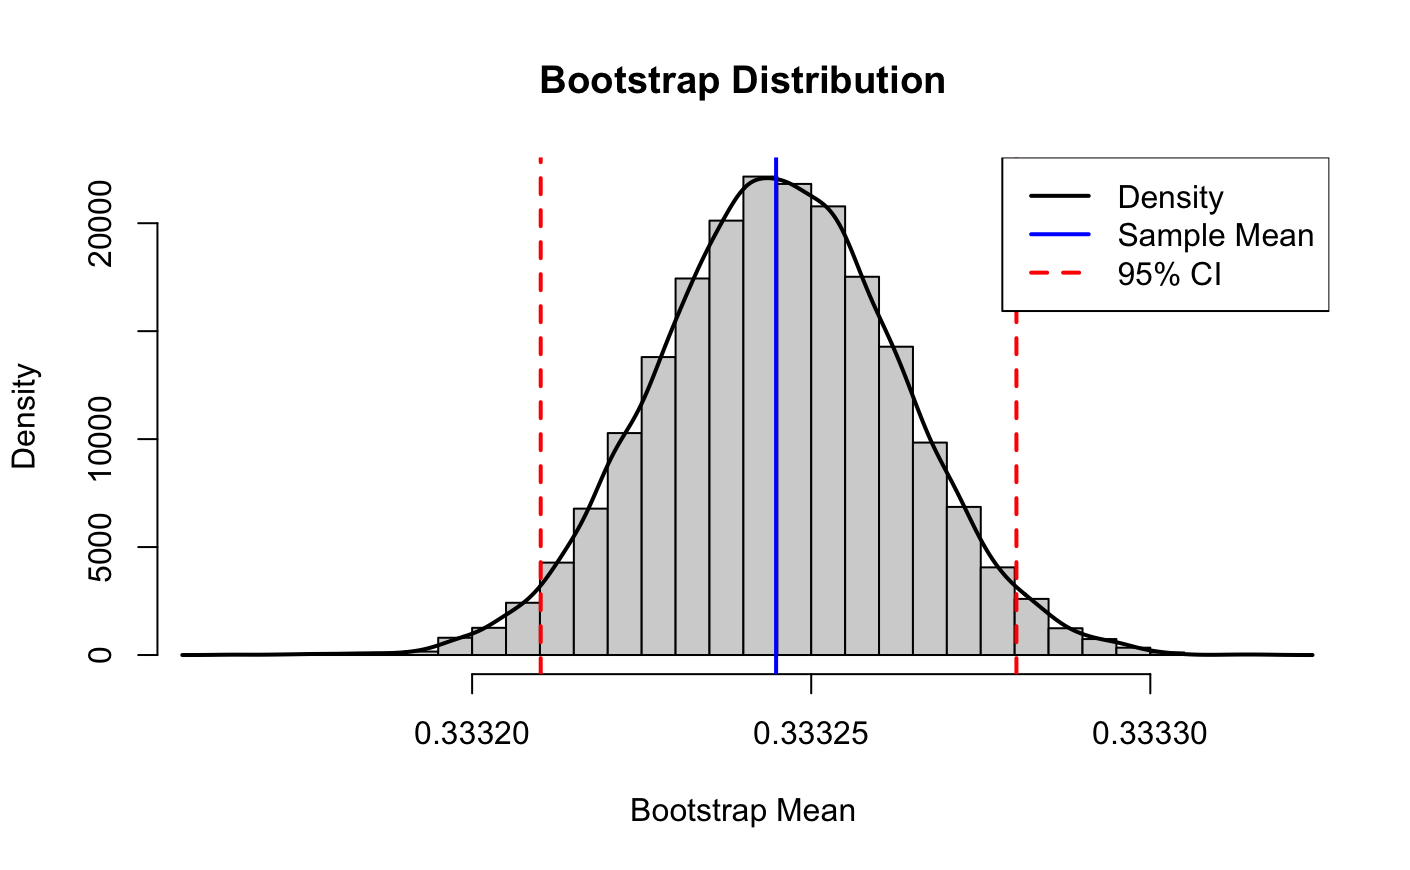 Bootstrap Distribution
Density
Sample Mean
95% CI
Density
20000
10000
5000
0
0.33320
0.33325
0.33330
Bootstrap Mean